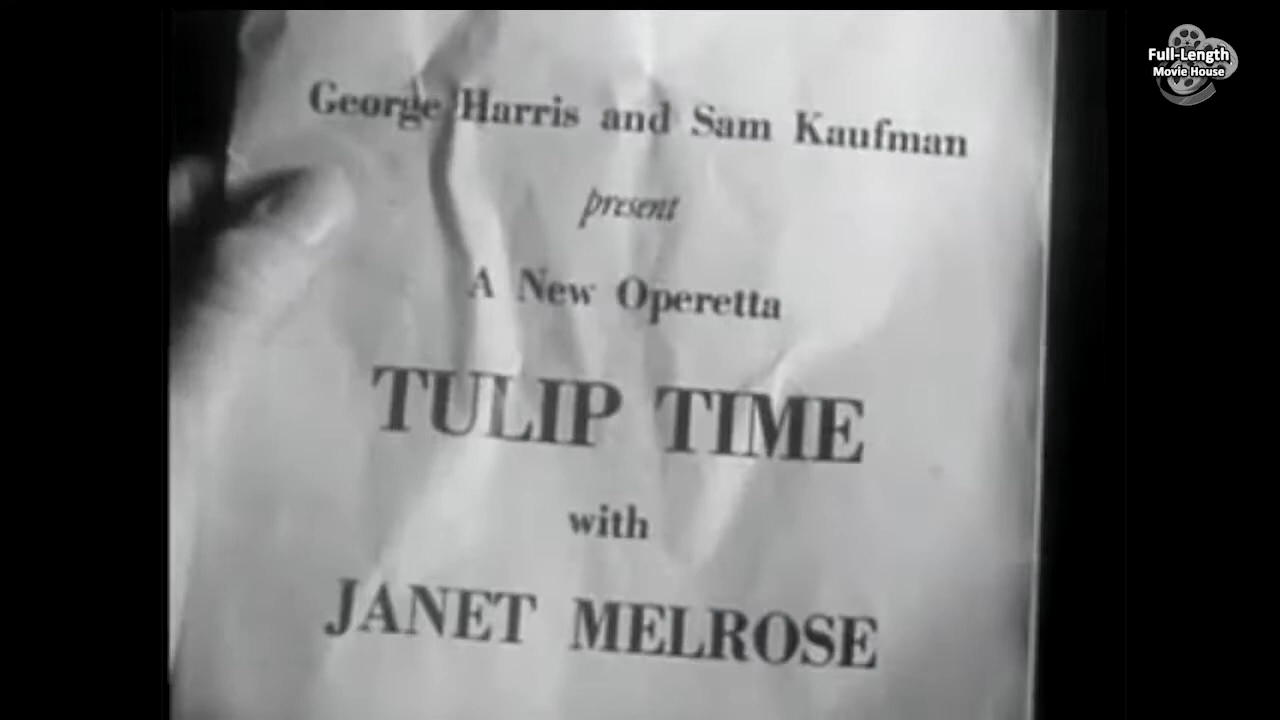 Full-Length
Movie House
George Harris and Sam Kaufman
present
A New Operetta
TULIP TIME
with
JANET MELROSE